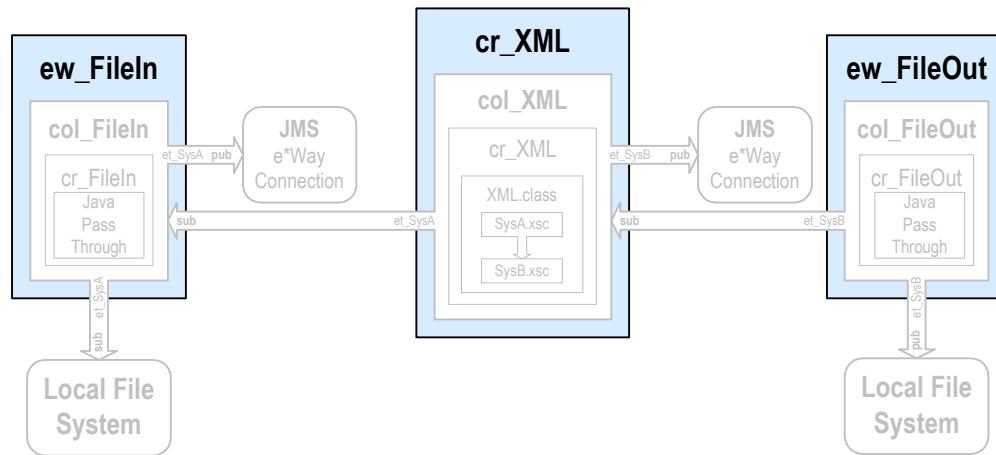 ew_FileIn
col_FileIn
cr_FileIn
Java
Pass
Through
et_SysA
pub
JMS
e*Way
Connection
sub
et_SysA
et_SysA
sub
Local File
System
cr_XML
col_XML
cr_XML
XML.class
SysA.xsc
SysB.xsc
et_SysB
pub
JMS
e*Way
Connection
sub
et_SysB
ew_FileOut
col_FileOut
cr_FileOut
Java
Pass
Through
et_SysB
pub
Local File
System